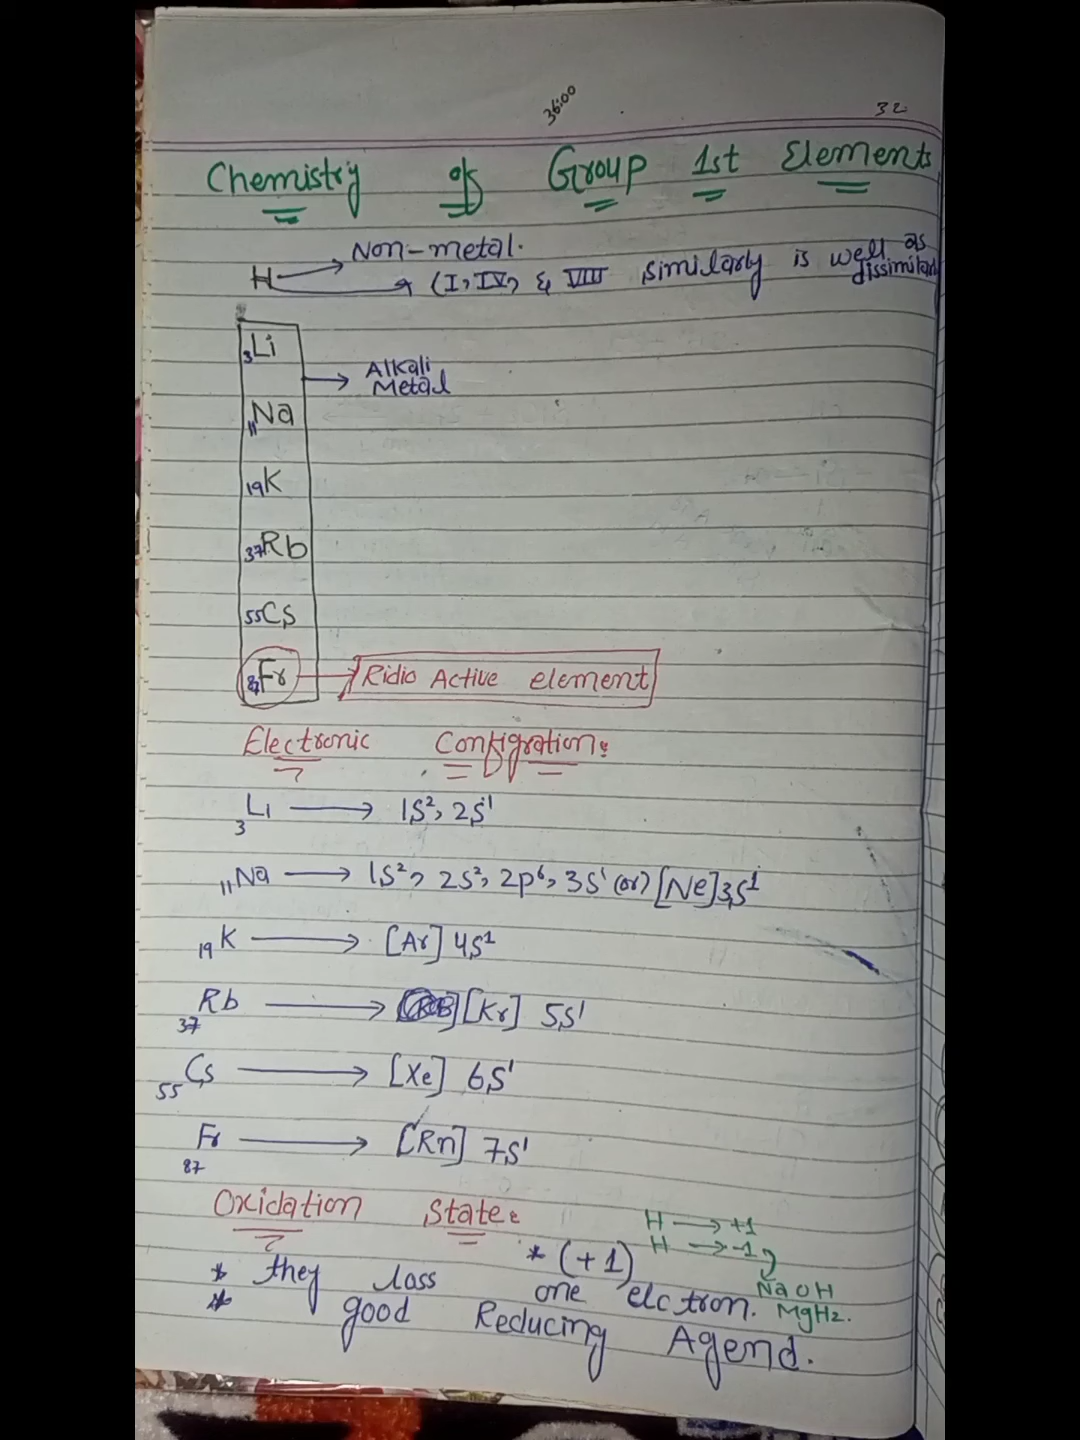 36:00
32
Chemistry of Group 1st Elements
H → Non-metal.
→ (I, IV, & VIII similarly is well as dissimilarly
3Li
→ Alkali Metal
11Na
19K
37Rb
55Cs
87Fr → Ridio Active element
Electronic Configration:
3Li → 1S², 2S¹
11Na → 1S², 2S², 2p⁶, 3S¹ (or) [Ne]3S¹
19K → [Ar] 4S¹
37Rb → [Kr] 5S¹
55Cs → [Xe] 6S¹
87Fr → [Rn] 7S¹
Oxidation State:
H → +1
* (+1) H → -1
NaOH
* they loss one elctron. MgH2.
* good Reducing Agend.